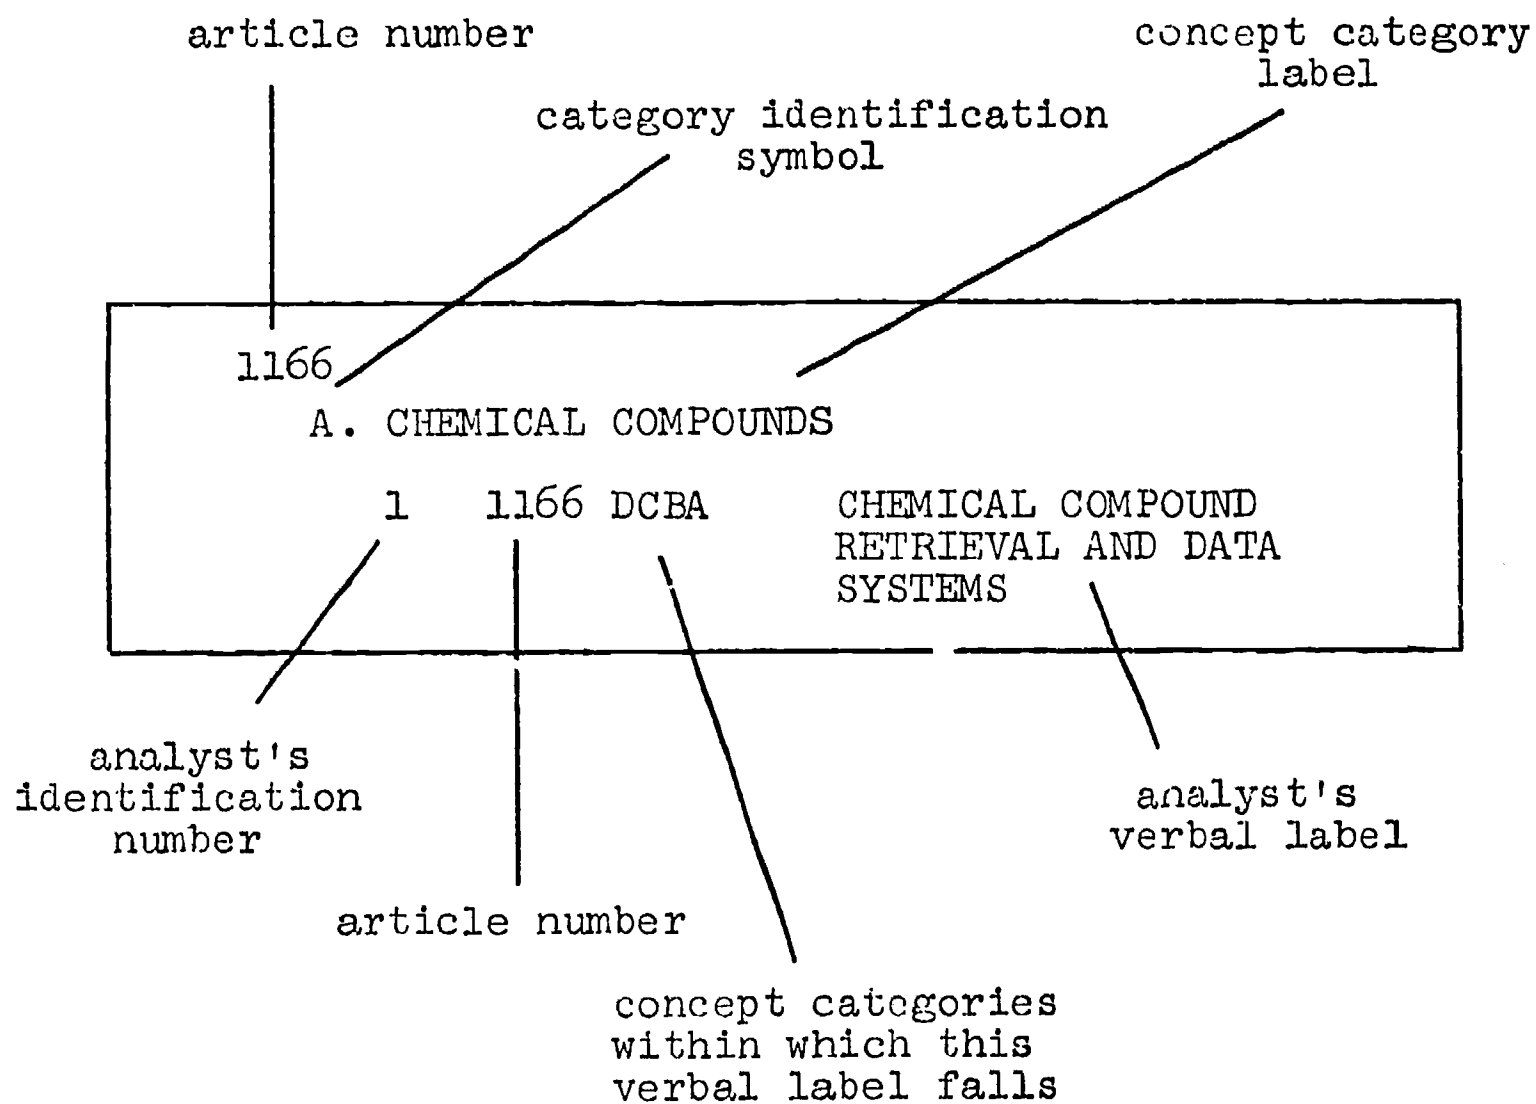 article number
concept category
label
category identification
symbol
1166
A. CHEMICAL COMPOUNDS
1 1166 DCBA CHEMICAL COMPOUND
RETRIEVAL AND DATA
SYSTEMS
analyst's
identification
number
analyst's
verbal label
article number
concept categories
within which this
verbal label falls